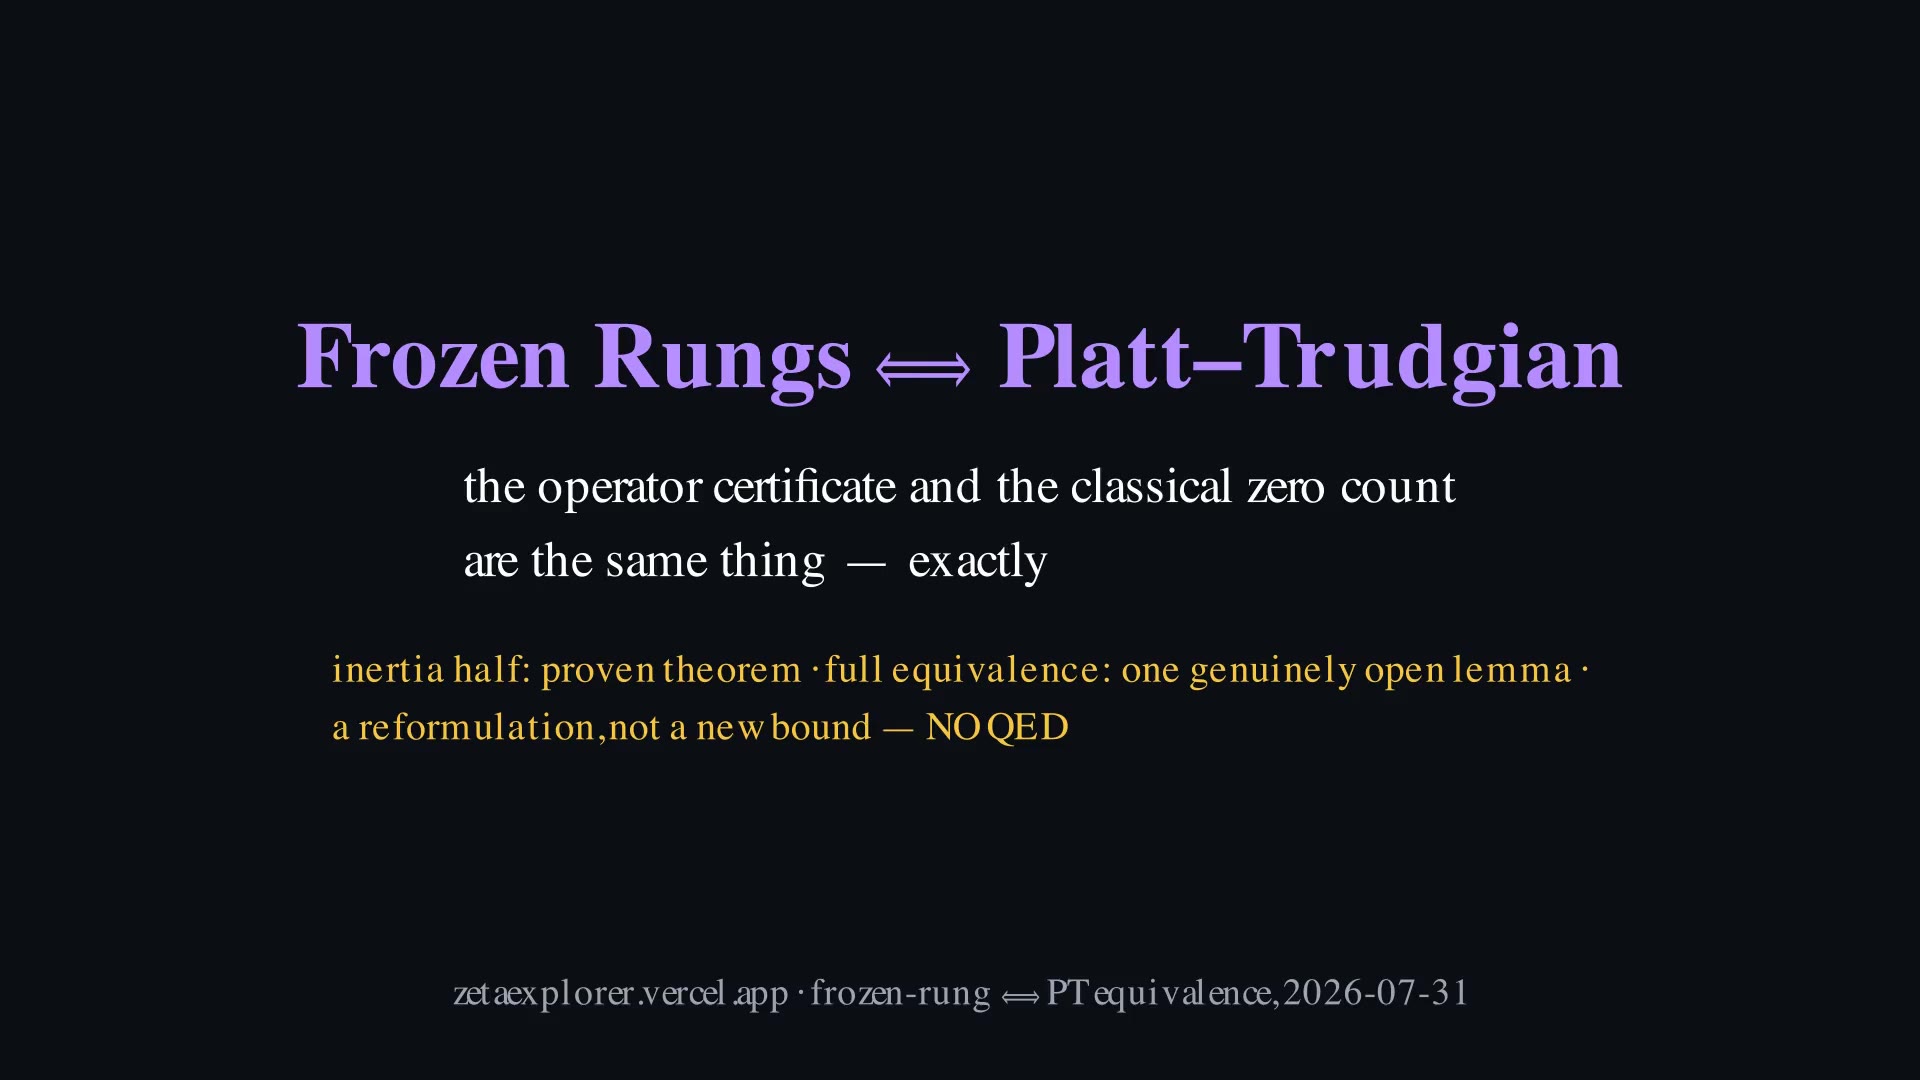 Frozen Rungs ⟺ Platt–Trudgian
the operator certificate and the classical zero count
are the same thing — exactly
inertia half: proven theorem · full equivalence: one genuinely open lemma ·
a reformulation, not a new bound — NO QED
zetaexplorer.vercel.app · frozen-rung ⟺ PT equivalence, 2026-07-31